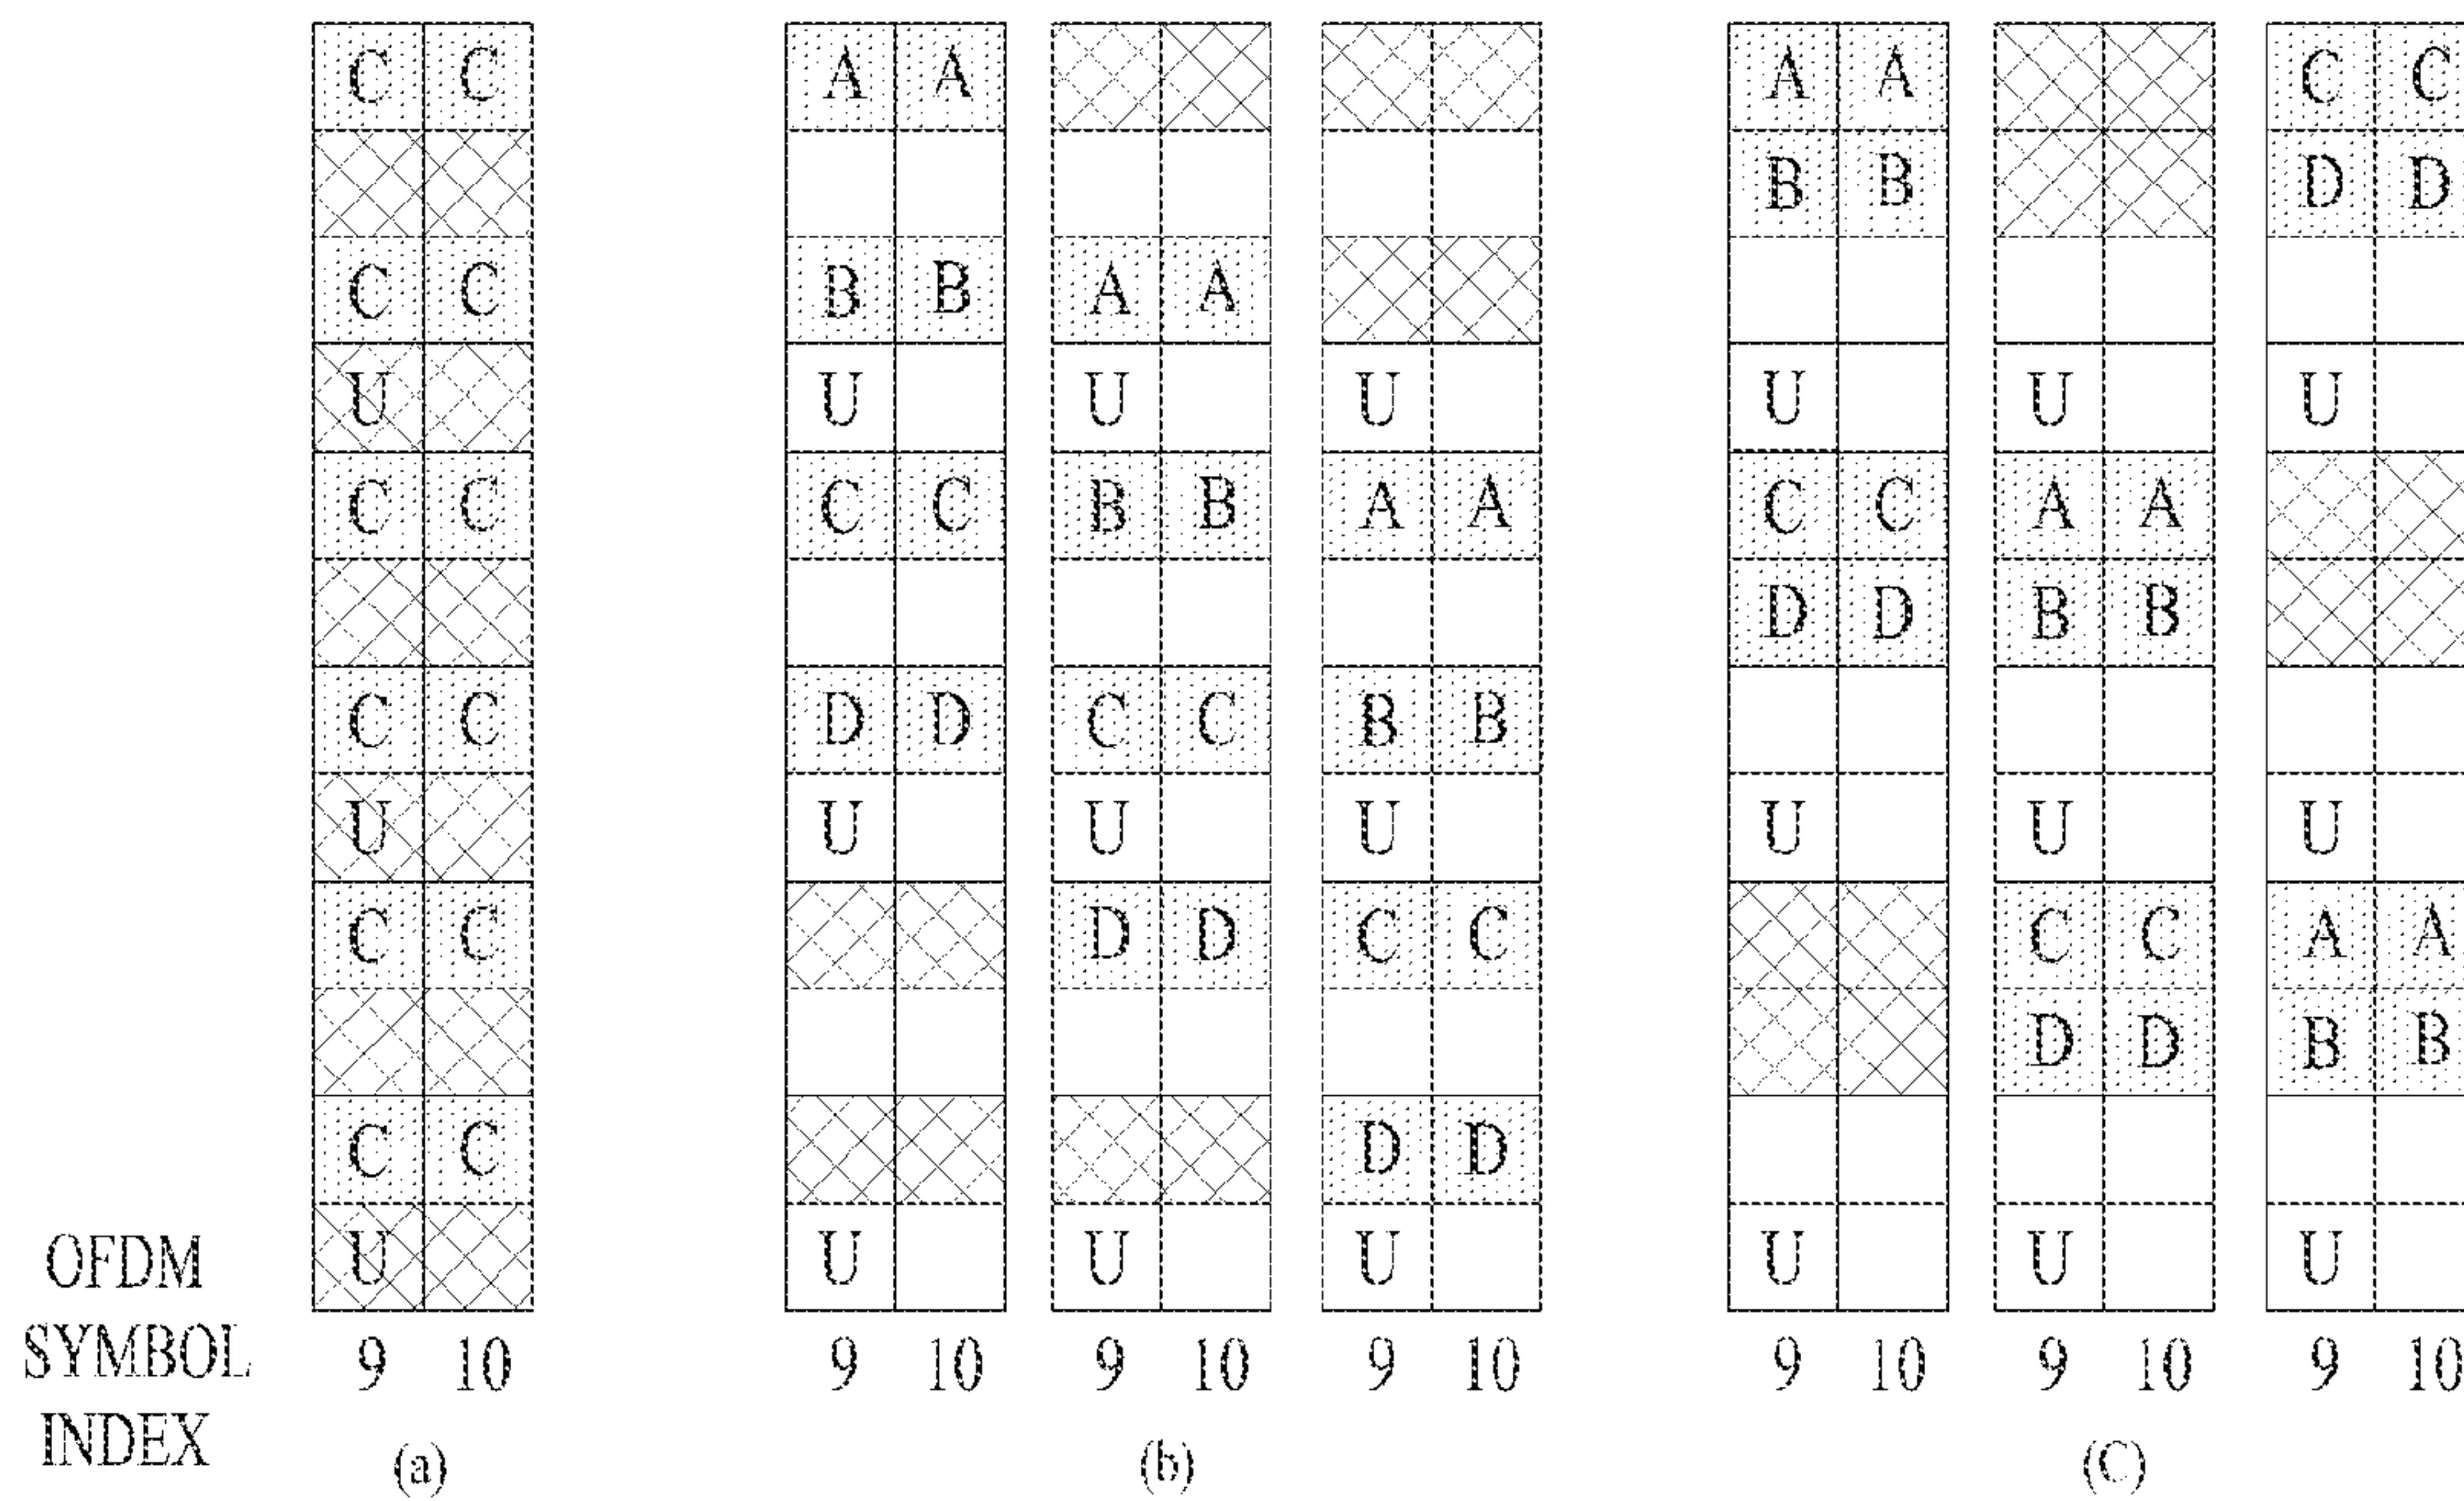 C C A A A A C C
B B D D
C C B B A A
U U U U U U U
C C C C B B A A C C A A
D D B B
C C D D C C B B
U U U U U U U
C C D D C C C C A A
D D B B
C C D D
U U U U U U U
OFDM
SYMBOL
INDEX
9 10 9 10 9 10 9 10 9 10 9 10 9 10
(a) (b) (C)